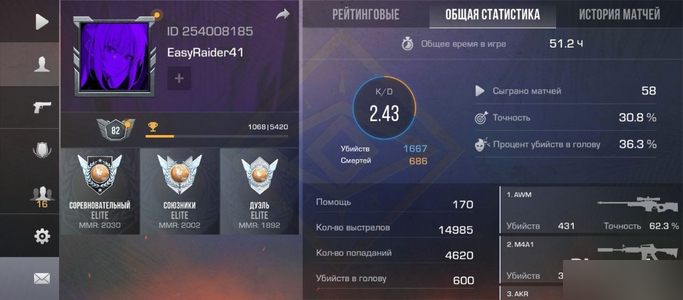 РЕЙТИНГОВЫЕ ОБЩАЯ СТАТИСТИКА ИСТОРИЯ МАТЧЕЙ
ID 254008185
EasyRaider41
82
1068|5420
16
СОРЕВНОВАТЕЛЬНЫЙ
ELITE
MMR: 2030
СОЮЗНИКИ
ELITE
MMR: 2002
ДУЭЛЬ
ELITE
MMR: 1892
Общее время в игре 51.2 Ч
K/D
2.43
Убийств 1667
Смертей 686
Сыграно матчей 58
Точность 30.8 %
Процент убийств в голову 36.3 %
Помощь 170
Кол-во выстрелов 14985
Кол-во попаданий 4620
Убийств в голову 600
1. AWM
Убийств 431 Точность 62.3 %
2. M4A1
Убийств
3. AKR